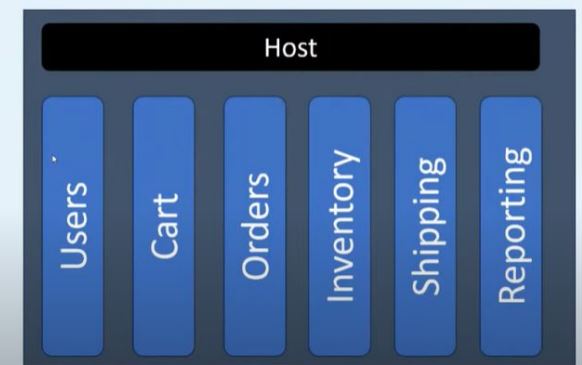 Host
Users
Cart
Orders
Inventory
Shipping
Reporting